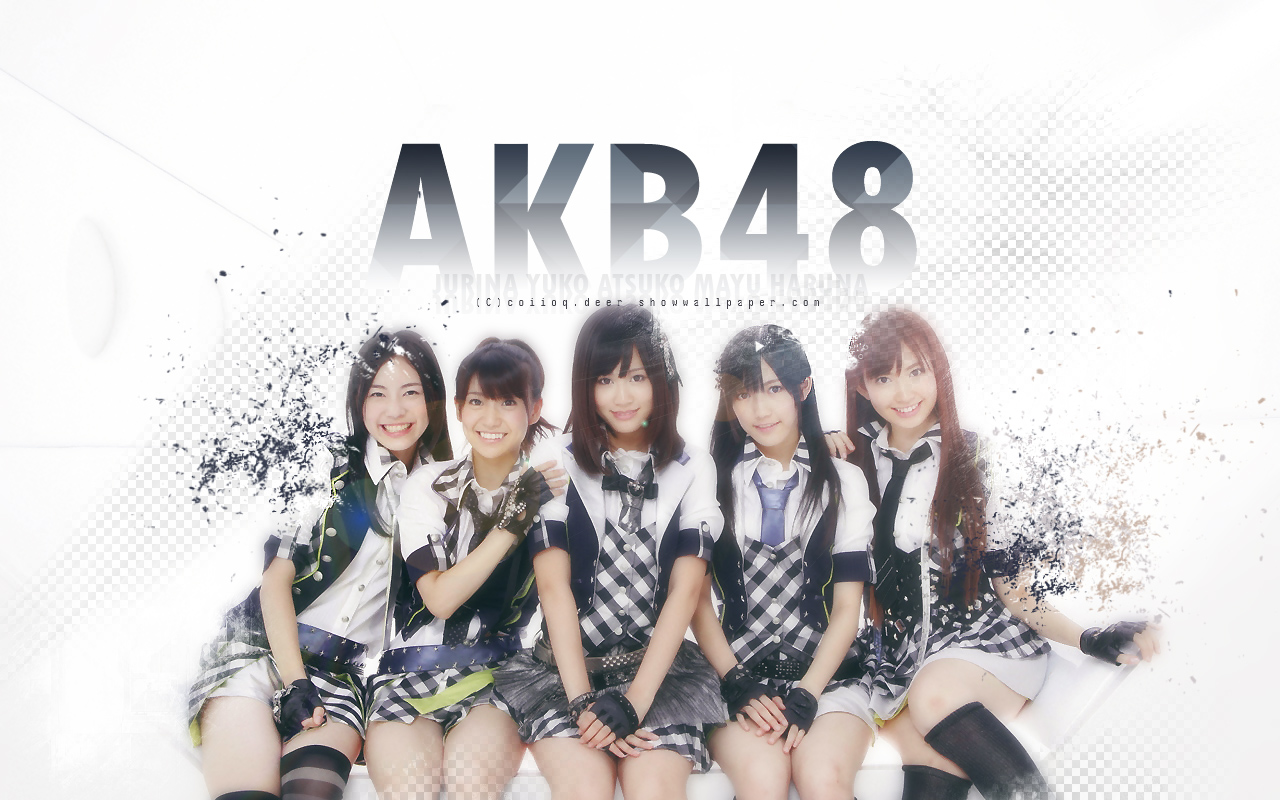 AKB48
JURINA YUKO ATSUKO MAYU HARUNA
(C)coiioq.deer showwallpaper.com